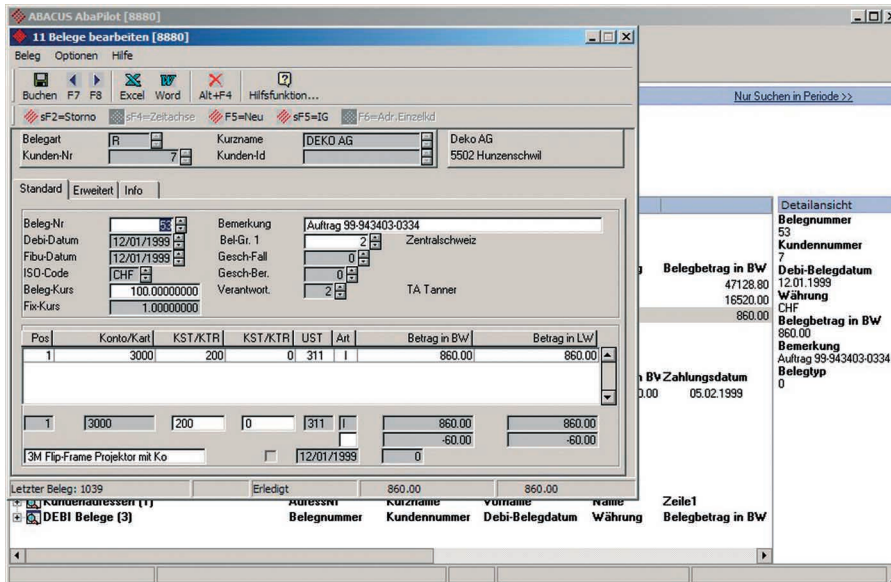 ABACUS AbaPilot [8880]
11 Belege bearbeiten [8880]
Beleg Optionen Hilfe
Buchen F7 F8 Excel Word Alt+F4 Hilfsfunktion...
sF2=Storno sF4=Zeitachse F5=Neu sF5=IG F6=Adr.Einzelkd
Nur Suchen in Periode >>
Belegart R Kurzname DEKO AG Deko AG
Kunden-Nr 7 Kunden-Id 5502 Hunzenschwil
Standard Erweitert Info
Beleg-Nr 53 Bemerkung Auftrag 99-943403-0334
Debi-Datum 12/01/1999 Bel-Gr. 1 2 Zentralschweiz
Fibu-Datum 12/01/1999 Gesch-Fall 0
ISO-Code CHF Gesch-Ber. 0
Beleg-Kurs 100.00000000 Verantwort. 2 TA Tanner
Fix-Kurs 1.00000000
Pos Konto/Kart KST/KTR KST/KTR UST Art Betrag in BW Betrag in LW
1 3000 200 0 311 I 860.00 860.00
1 3000 200 0 311 I 860.00 860.00
-60.00 -60.00
3M Flip-Frame Projektor mit Ko 12/01/1999 0
Letzter Beleg: 1039 Erledigt 860.00 860.00
Belegbetrag in BW
47128.80
16520.00
860.00
Zahlungsdatum
05.02.1999
Detailansicht
Belegnummer
53
Kundennummer
7
Debi-Belegdatum
12.01.1999
Währung
CHF
Belegbetrag in BW
860.00
Bemerkung
Auftrag 99-943403-0334
Belegtyp
0
Kundenadressen (1) AdressNr Kurzname Vorname Name Zeile1
DEBI Belege (3) Belegnummer Kundennummer Debi-Belegdatum Währung Belegbetrag in BW